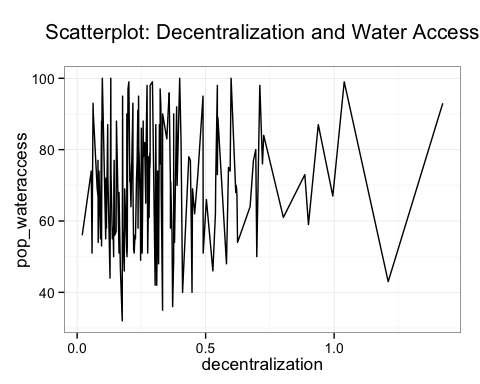 Scatterplot: Decentralization and Water Access
100
80
60
40
pop_wateraccess
0.0 0.5 1.0
decentralization